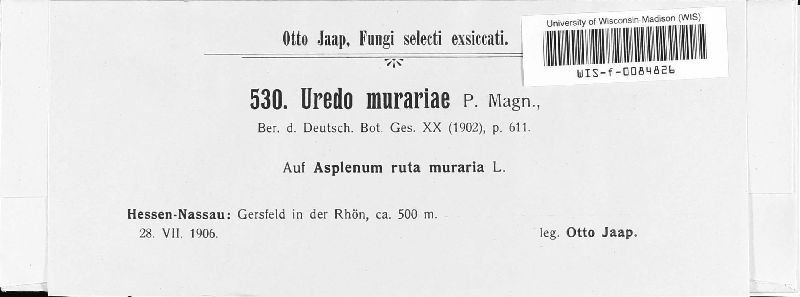 Otto Jaap, Fungi selecti exsiccati.
University of Wisconsin-Madison (WIS)
WIS-f-0084826
530. Uredo murariae P. Magn.,
Ber. d. Deutsch. Bot. Ges. XX (1902), p. 611.
Auf Asplenum ruta muraria L.
Hessen-Nassau: Gersfeld in der Rhön, ca. 500 m.
28. VII. 1906.
leg. Otto Jaap.